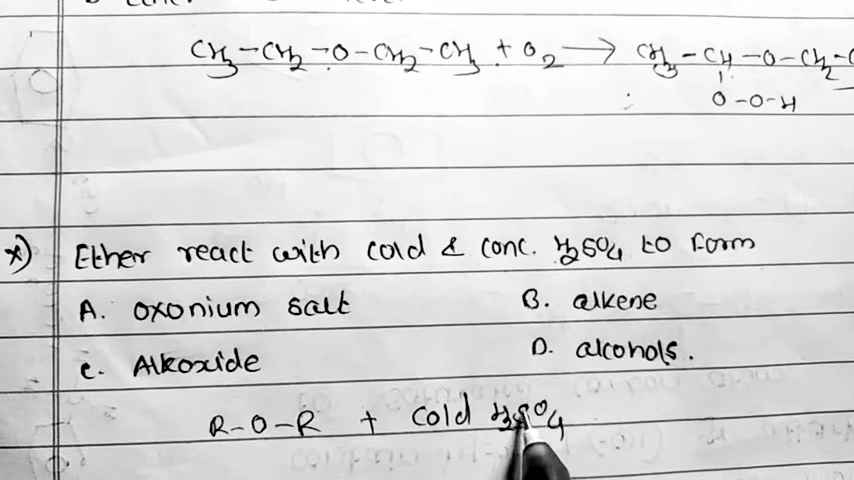 CH3-CH2-O-CH2-CH3 + O2 → CH3-CH-O-CH2-
O-O-H
x) Ether react with cold & conc. H2SO4 to Form
A. oxonium salt B. alkene
C. Alkoxide D. alcohols.
R-O-R + Cold H2SO4